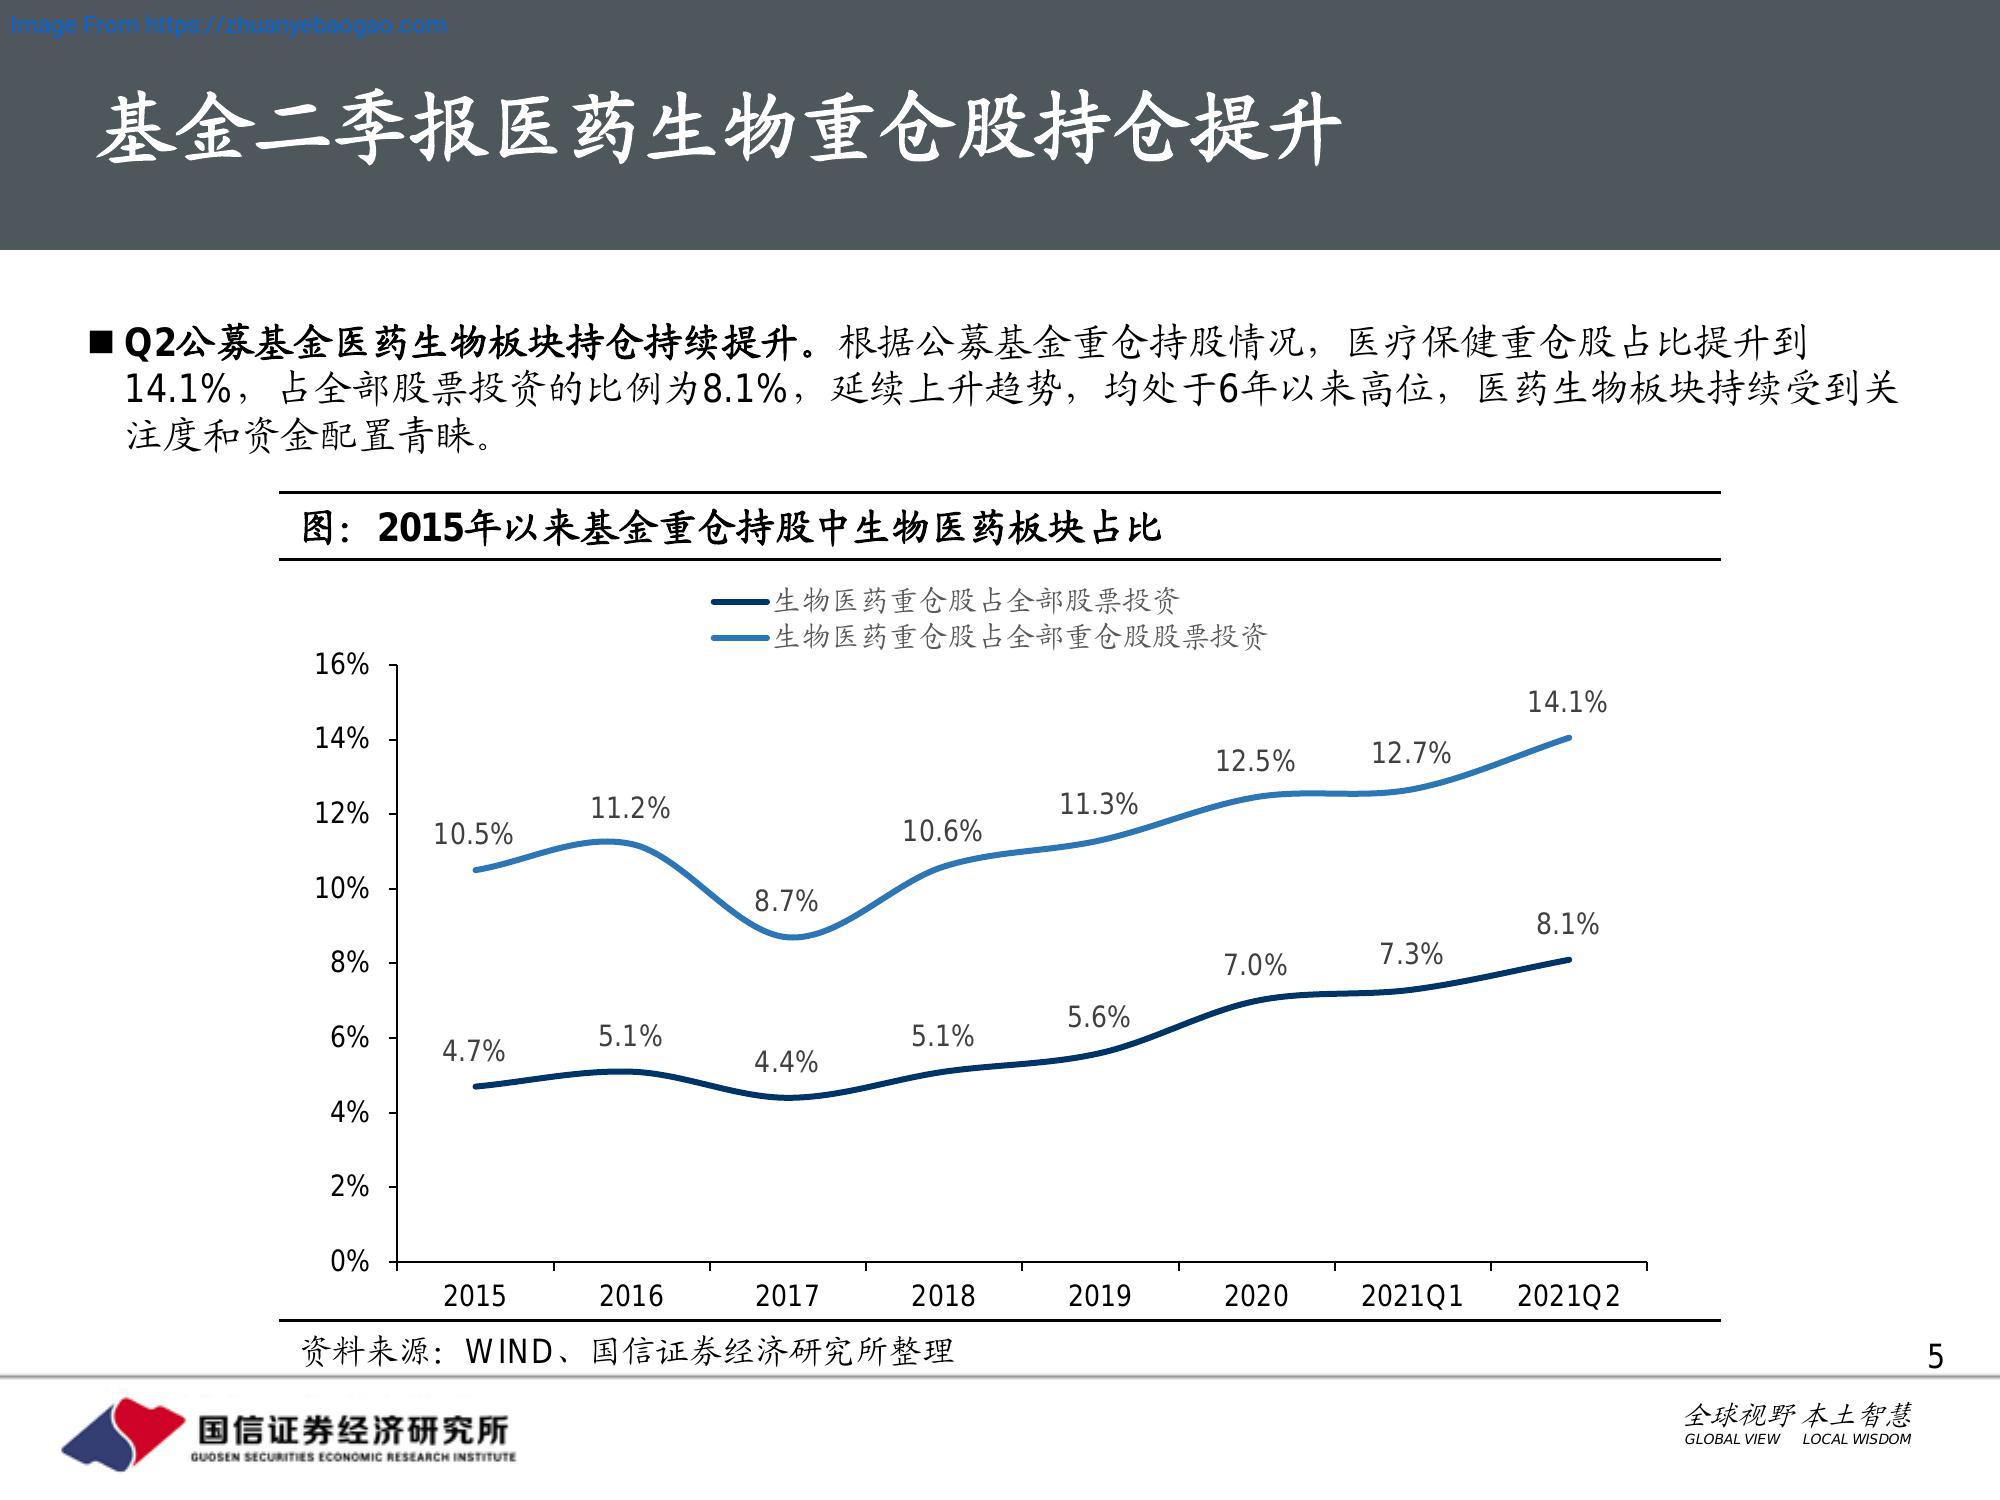 Image From https://zhuanyebaogao.com
基金二季报医药生物重仓股持仓提升
■ Q2公募基金医药生物板块持仓持续提升。根据公募基金重仓持股情况，医疗保健重仓股占比提升到
14.1%，占全部股票投资的比例为8.1%，延续上升趋势，均处于6年以来高位，医药生物板块持续受到关
注度和资金配置青睐。
图：2015年以来基金重仓持股中生物医药板块占比
生物医药重仓股占全部股票投资
生物医药重仓股占全部重仓股股票投资
16%
14%
12%
10%
8%
6%
4%
2%
0%
10.5%
11.2%
8.7%
10.6%
11.3%
12.5%
12.7%
14.1%
4.7%
5.1%
4.4%
5.1%
5.6%
7.0%
7.3%
8.1%
2015 2016 2017 2018 2019 2020 2021Q1 2021Q2
资料来源：WIND、国信证券经济研究所整理
5
国信证券经济研究所
GUOSEN SECURITIES ECONOMIC RESEARCH INSTITUTE
全球视野 本土智慧
GLOBAL VIEW LOCAL WISDOM